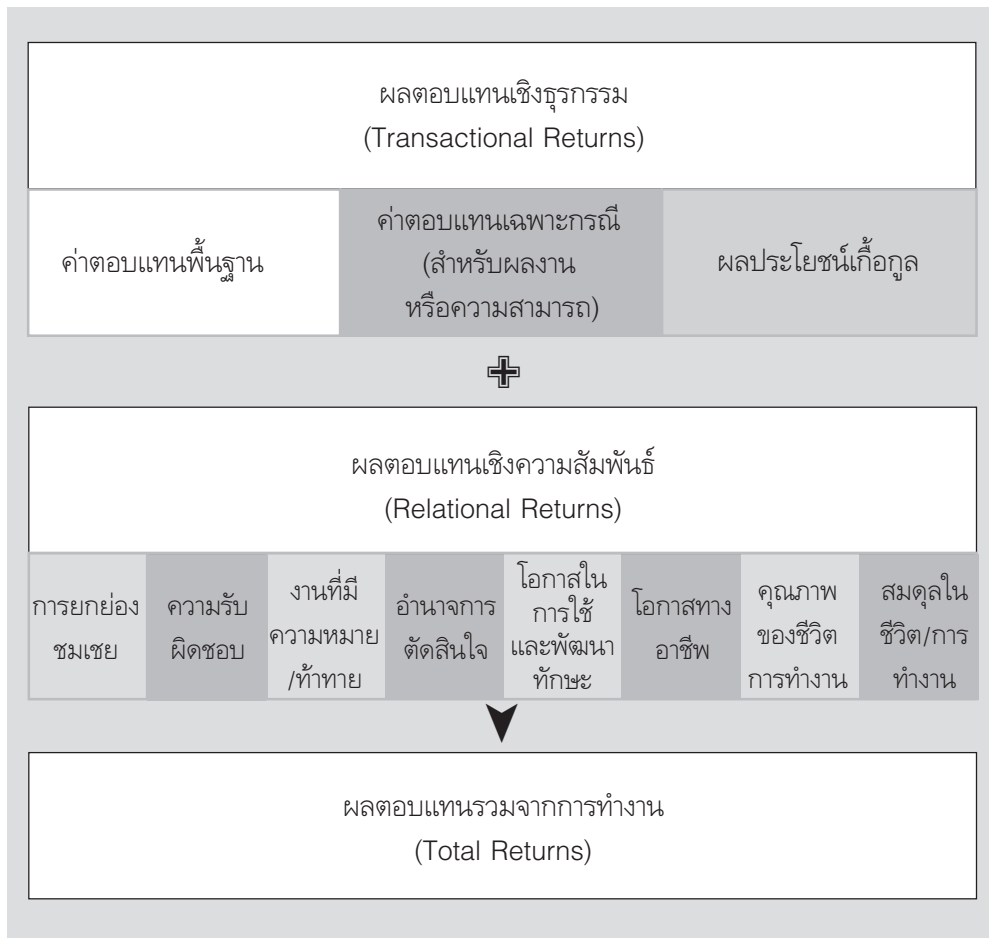 ผลตอบแทนเชิงธุรกรรม
(Transactional Returns)
ค่าตอบแทนพื้นฐาน
ค่าตอบแทนเฉพาะกรณี
(สำหรับผลงาน
หรือความสามารถ)
ผลประโยชน์เกื้อกูล
ผลตอบแทนเชิงความสัมพันธ์
(Relational Returns)
การยกย่อง
ชมเชย
ความรับ
ผิดชอบ
งานที่มี
ความหมาย
/ท้าทาย
อำนาจการ
ตัดสินใจ
โอกาสใน
การใช้
และพัฒนา
ทักษะ
โอกาสทาง
อาชีพ
คุณภาพ
ของชีวิต
การทำงาน
สมดุลใน
ชีวิต/การ
ทำงาน
ผลตอบแทนรวมจากการทำงาน
(Total Returns)